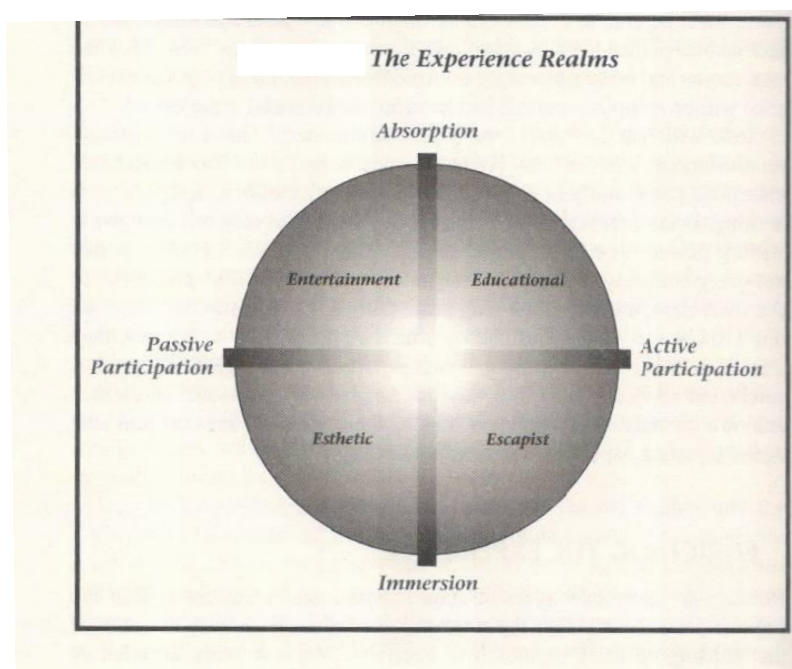 The Experience Realms
Absorption
Entertainment
Educational
Passive
Participation
Active
Participation
Esthetic
Escapist
Immersion